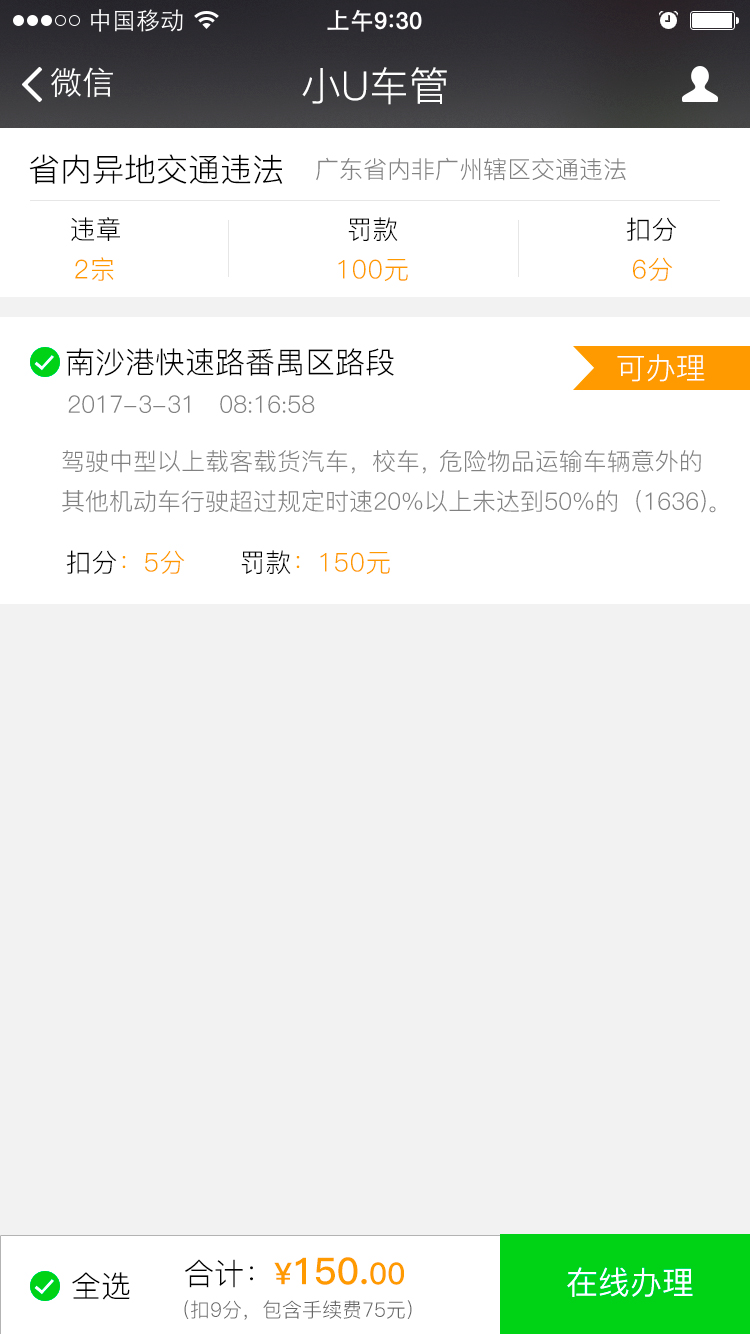 中国移动 上午9:30
微信 小U车管
省内异地交通违法 广东省内非广州辖区交通违法
违章 罚款 扣分
2宗 100元 6分
南沙港快速路番禺区路段 可办理
2017-3-31 08:16:58
驾驶中型以上载客载货汽车，校车, 危险物品运输车辆意外的
其他机动车行驶超过规定时速20%以上未达到50%的（1636）。
扣分：5分 罚款：150元
全选 合计：¥150.00 在线办理
(扣9分，包含手续费75元)